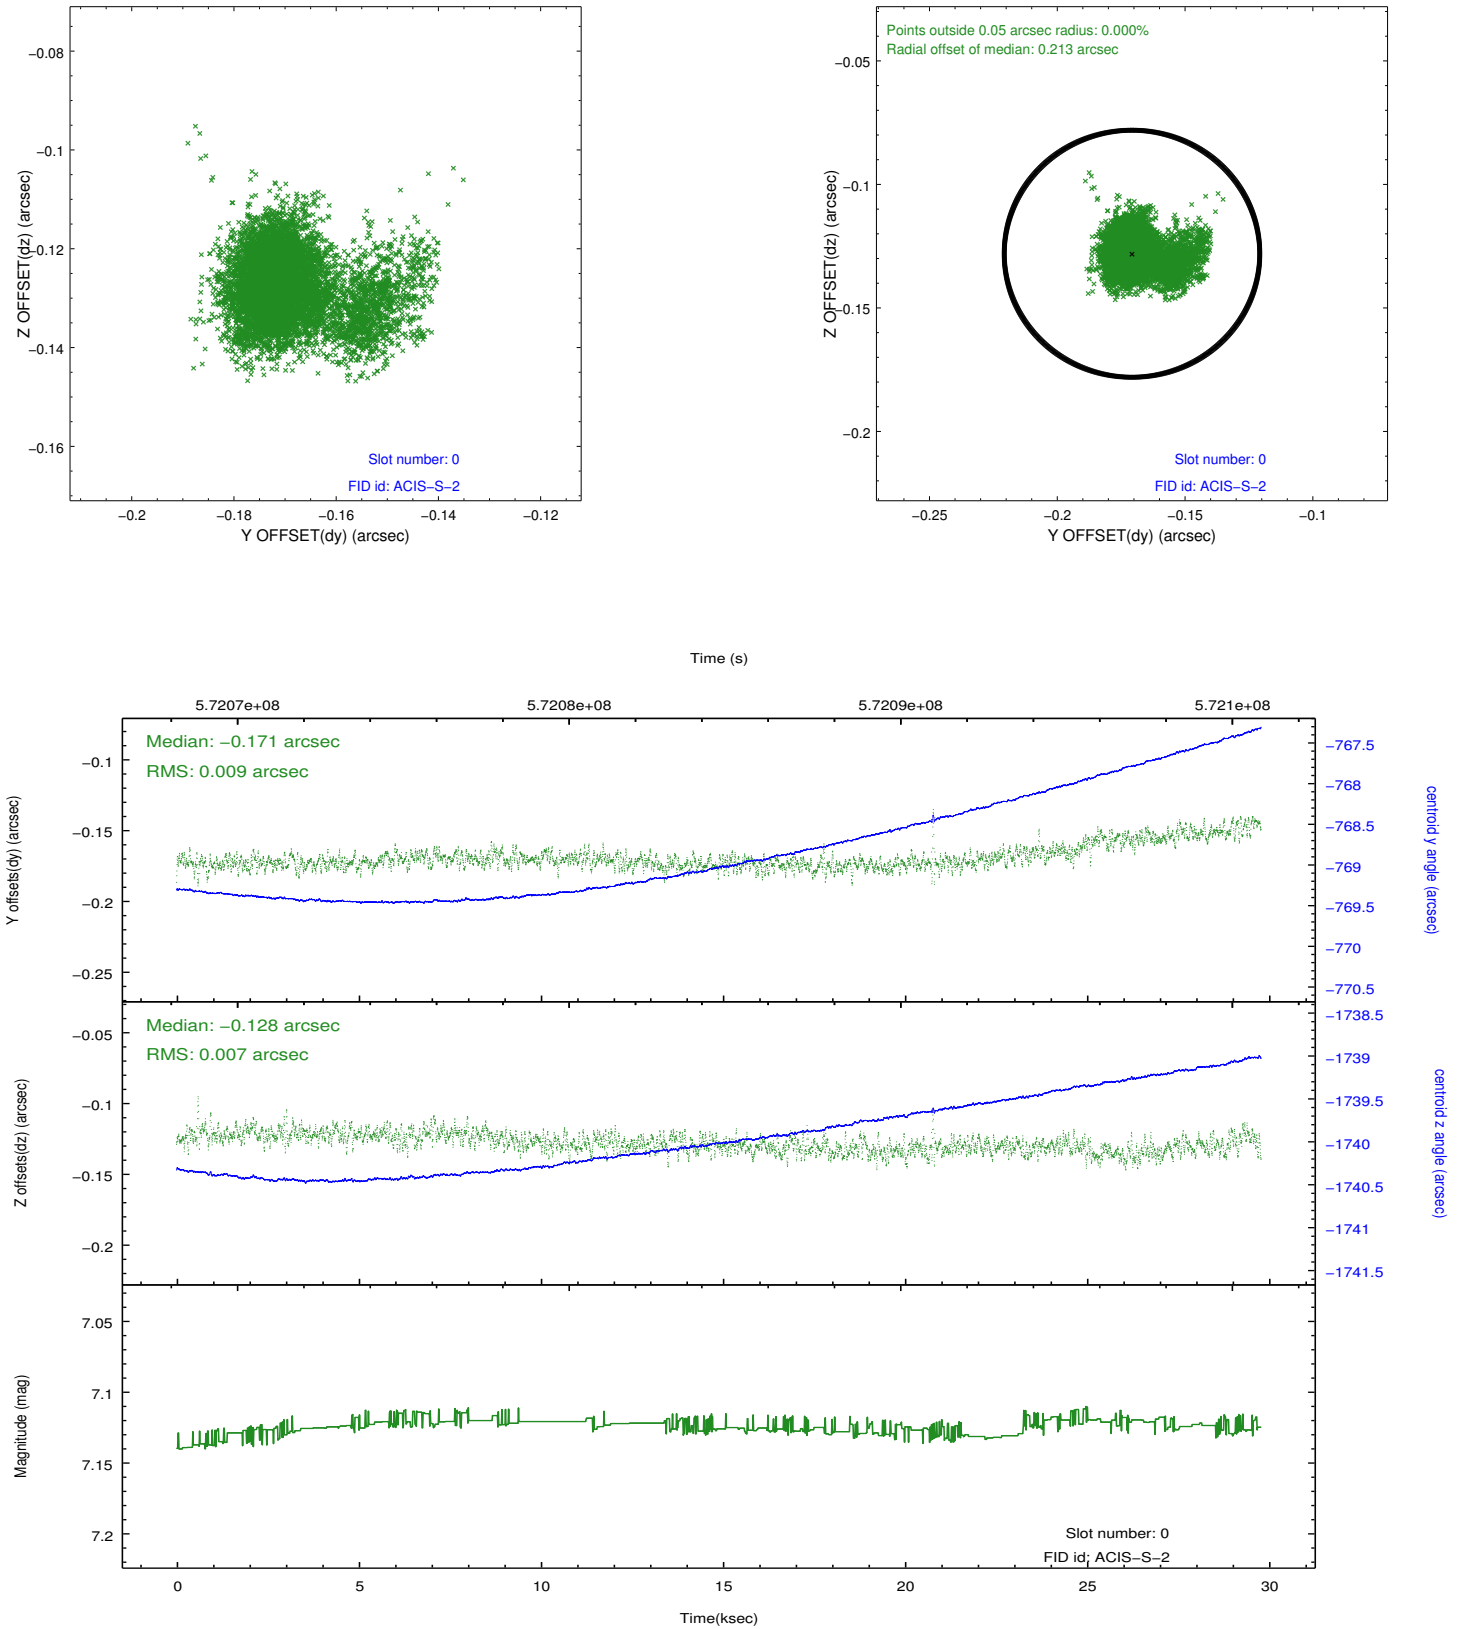 −0.08
−0.1
−0.12
−0.14
−0.16
Z OFFSET(dz) (arcsec)
Slot number: 0
FID id: ACIS−S−2
−0.2
−0.18
−0.16
−0.14
−0.12
Y OFFSET(dy) (arcsec)
Points outside 0.05 arcsec radius: 0.000%
Radial offset of median: 0.213 arcsec
−0.05
−0.1
−0.15
−0.2
Z OFFSET(dz) (arcsec)
Slot number: 0
FID id: ACIS−S−2
−0.25
−0.2
−0.15
−0.1
Y OFFSET(dy) (arcsec)
Time (s)
5.7207e+08
5.7208e+08
5.7209e+08
5.721e+08
Median: −0.171 arcsec
RMS: 0.009 arcsec
−0.1
−0.15
−0.2
−0.25
Y offsets(dy) (arcsec)
−767.5
−768
−768.5
−769
−769.5
−770
−770.5
centroid y angle (arcsec)
Median: −0.128 arcsec
RMS: 0.007 arcsec
−0.05
−0.1
−0.15
−0.2
Z offsets(dz) (arcsec)
−1738.5
−1739
−1739.5
−1740
−1740.5
−1741
−1741.5
centroid z angle (arcsec)
7.05
7.1
7.15
7.2
Magnitude (mag)
Slot number: 0
FID id: ACIS−S−2
0
5
10
15
20
25
30
Time(ksec)